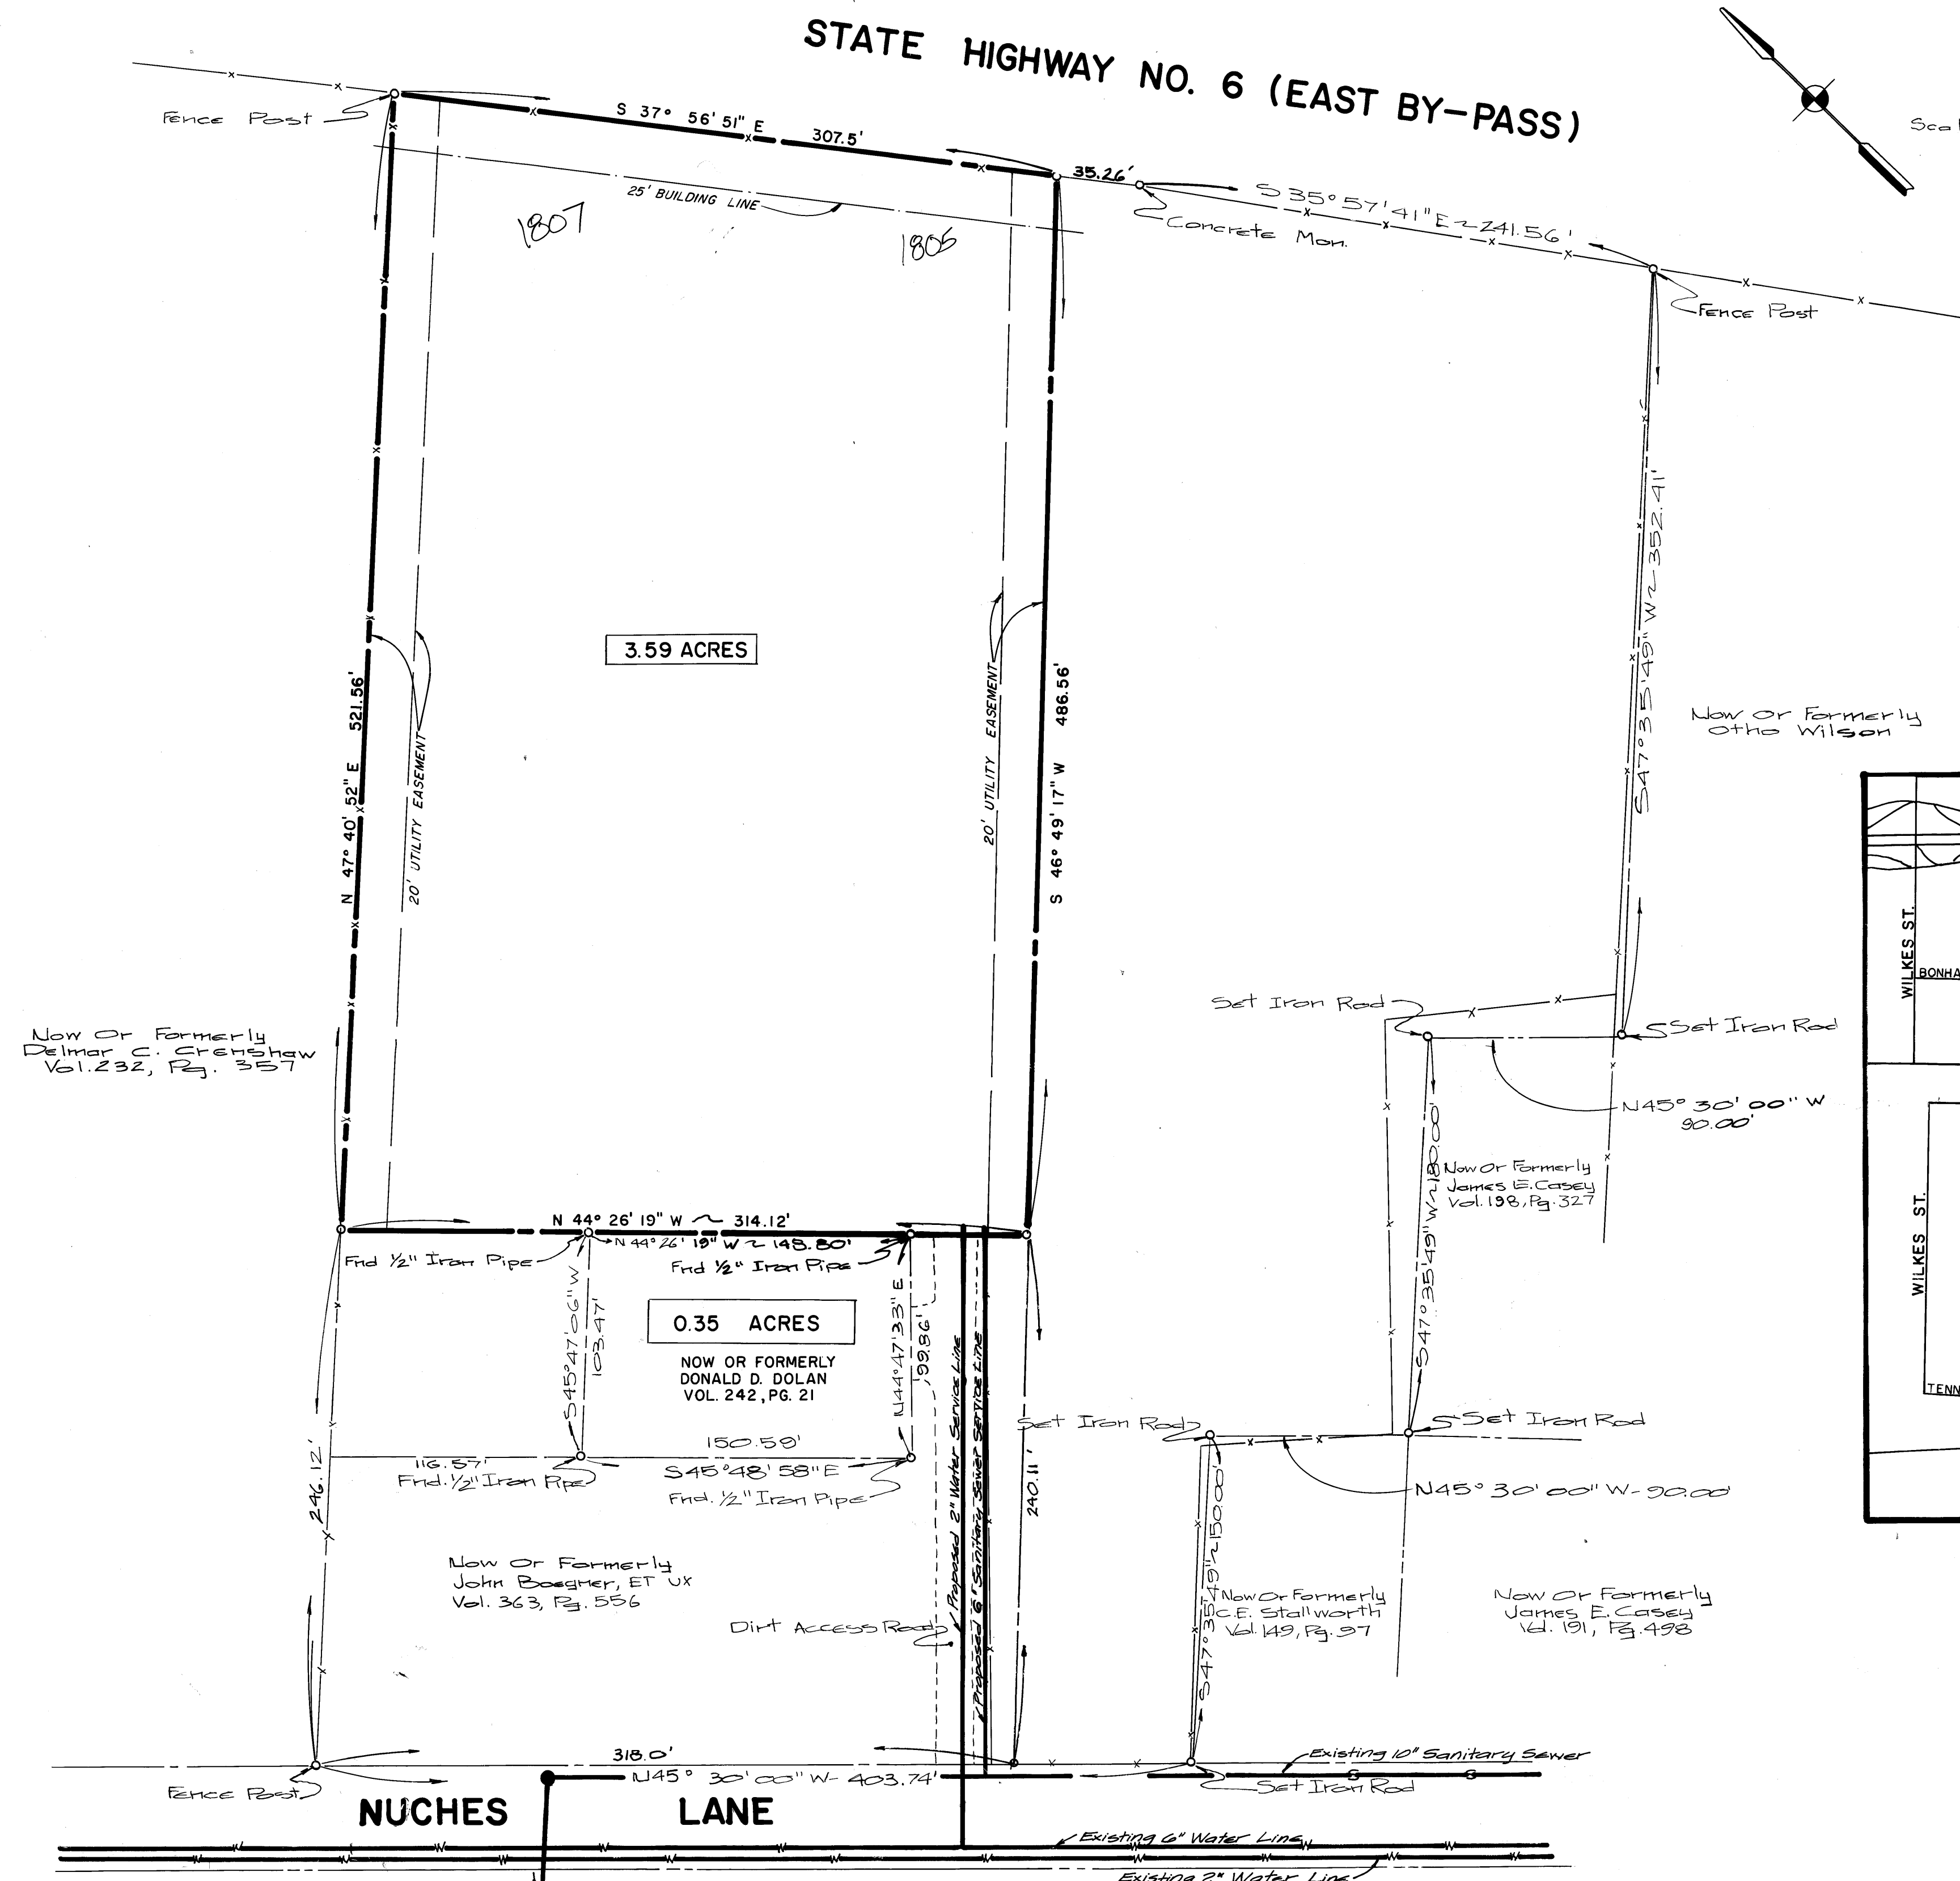 STATE HIGHWAY NO. 6 (EAST BY-PASS)
Fence Post
S 37° 56' 51" E
307.5'
35.26'
S 35° 57' 41" E ~ 241.56'
Concrete Mon.
Fence Post
25' BUILDING LINE
1807
1805
3.59 ACRES
N 47° 40' 52" E 521.56'
20' UTILITY EASEMENT
20' UTILITY EASEMENT
S 46° 49' 17" W 486.56'
S47° 35' 49" W ~ 352.41'
Now Or Formerly
Otho Wilson
WILKES ST.
Now Or Formerly
Delmar C. Crenshaw
Vol. 232, Pg. 357
Set Iron Rod
Set Iron Rod
N45° 30' 00" W
90.00'
S47° 35' 49" W ~ 180.00'
Now Or Formerly
James E. Casey
Vol. 198, Pg. 327
WILKES ST.
N 44° 26' 19" W ~ 314.12'
N 44° 26' 19" W ~ 148.80'
Fnd 1/2" Iron Pipe
Fnd 1/2" Iron Pipe
S45° 47' 06" W
103.47'
0.35 ACRES
NOW OR FORMERLY
DONALD D. DOLAN
VOL. 242, PG. 21
N44° 47' 33" E
99.86'
Proposed 2" Water Service Line
Proposed 6" Sanitary Sewer Service Line
240.11'
246.12'
116.57'
Fnd. 1/2" Iron Pipe
150.59'
S45° 48' 58" E
Fnd. 1/2" Iron Pipe
Set Iron Rod
Set Iron Rod
N45° 30' 00" W - 90.00'
S47° 35' 49" ~ 150.00'
Now Or Formerly
John Boegner, ET UX
Vol. 363, Pg. 556
Dirt Access Road
Now Or Formerly
C.E. Stallworth
Vol. 149, Pg. 97
Now Or Formerly
James E. Casey
Vol. 191, Pg. 498
318.0'
N45° 30' 00" W - 403.74'
Existing 10" Sanitary Sewer
Set Iron Rod
Fence Post
NUCHES LANE
Existing 6" Water Line
Existing 2" Water Line